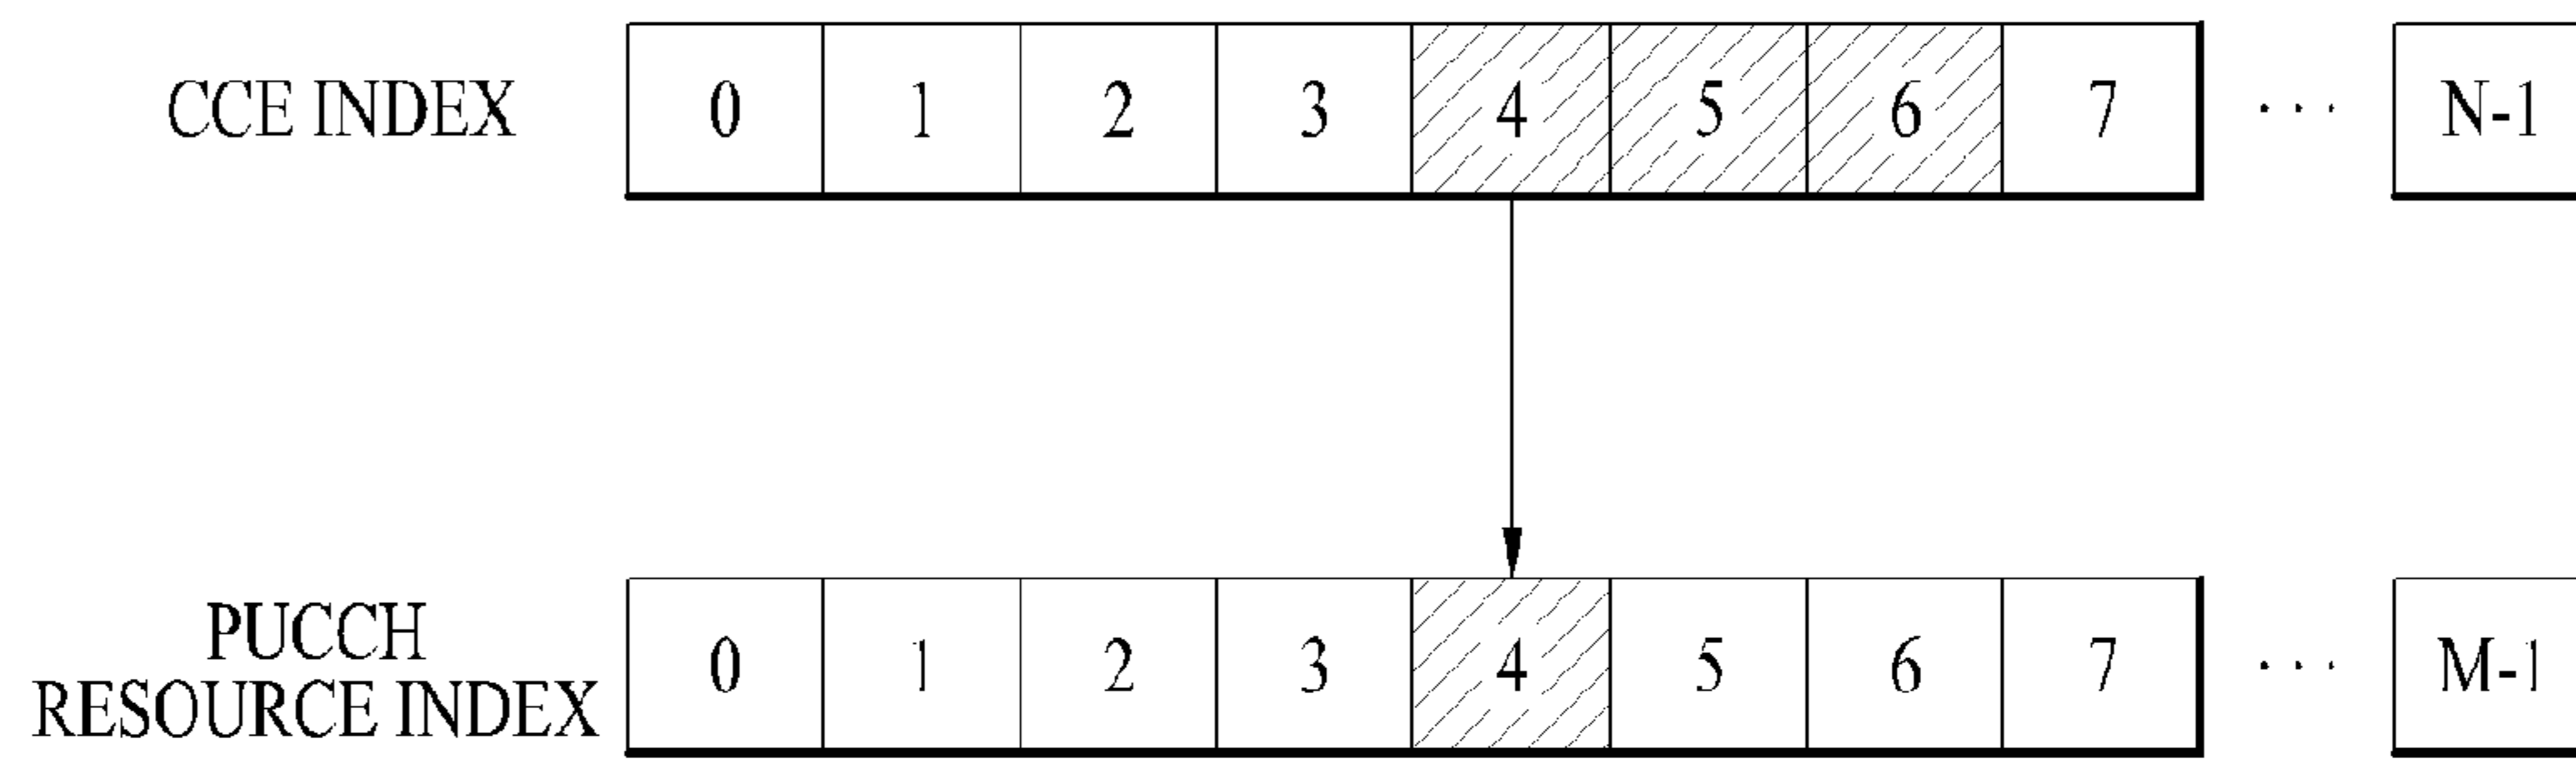 CCE INDEX 0 1 2 3 4 5 6 7 ... N-1
PUCCH
RESOURCE INDEX 0 1 2 3 4 5 6 7 ... M-1